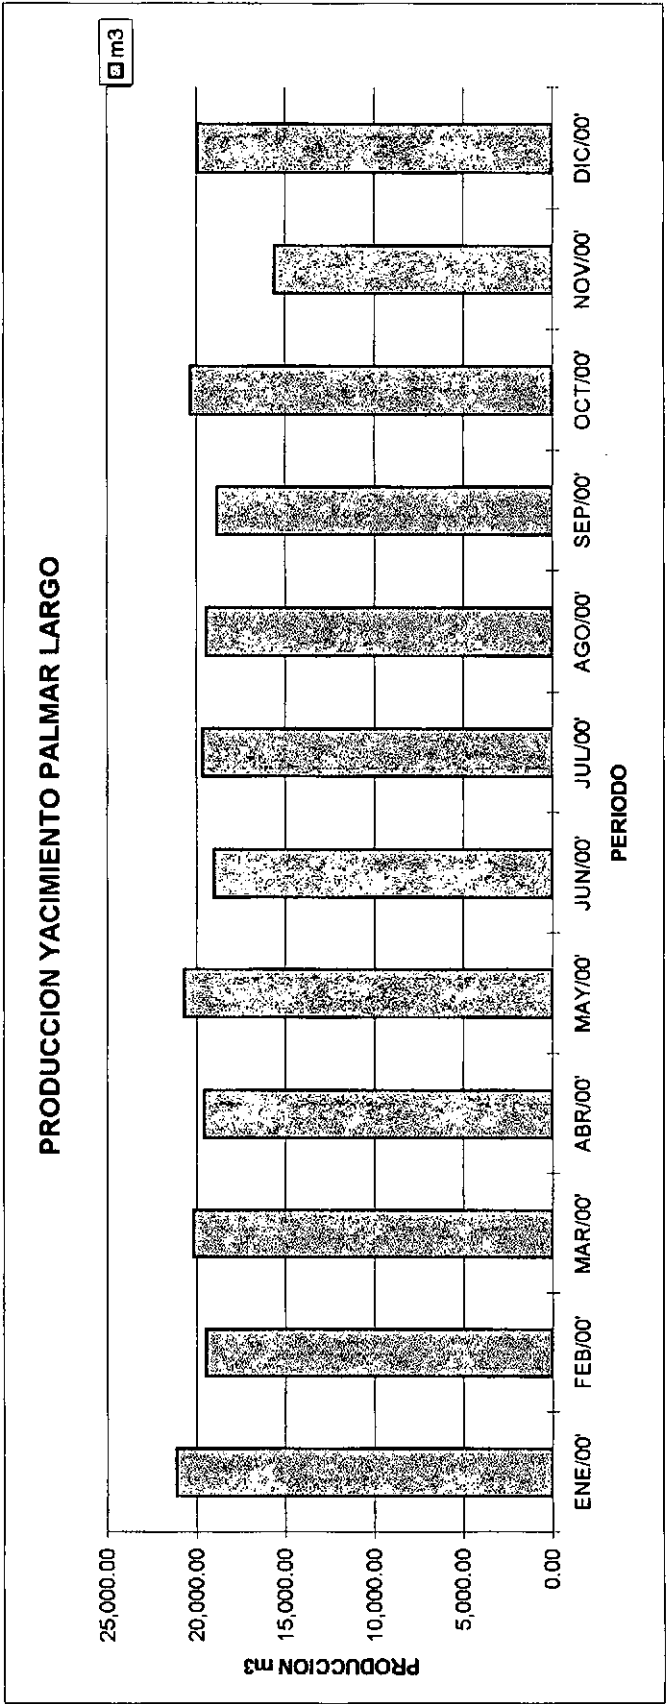 PRODUCCION YACIMIENTO PALMAR LARGO
m3
PRODUCCION m3
25,000.00
20,000.00
15,000.00
10,000.00
5,000.00
0.00
ENE/00'
FEB/00'
MAR/00'
ABR/00'
MAY/00'
JUN/00'
JUL/00'
AGO/00'
SEP/00'
OCT/00'
NOV/00'
DIC/00'
PERIODO